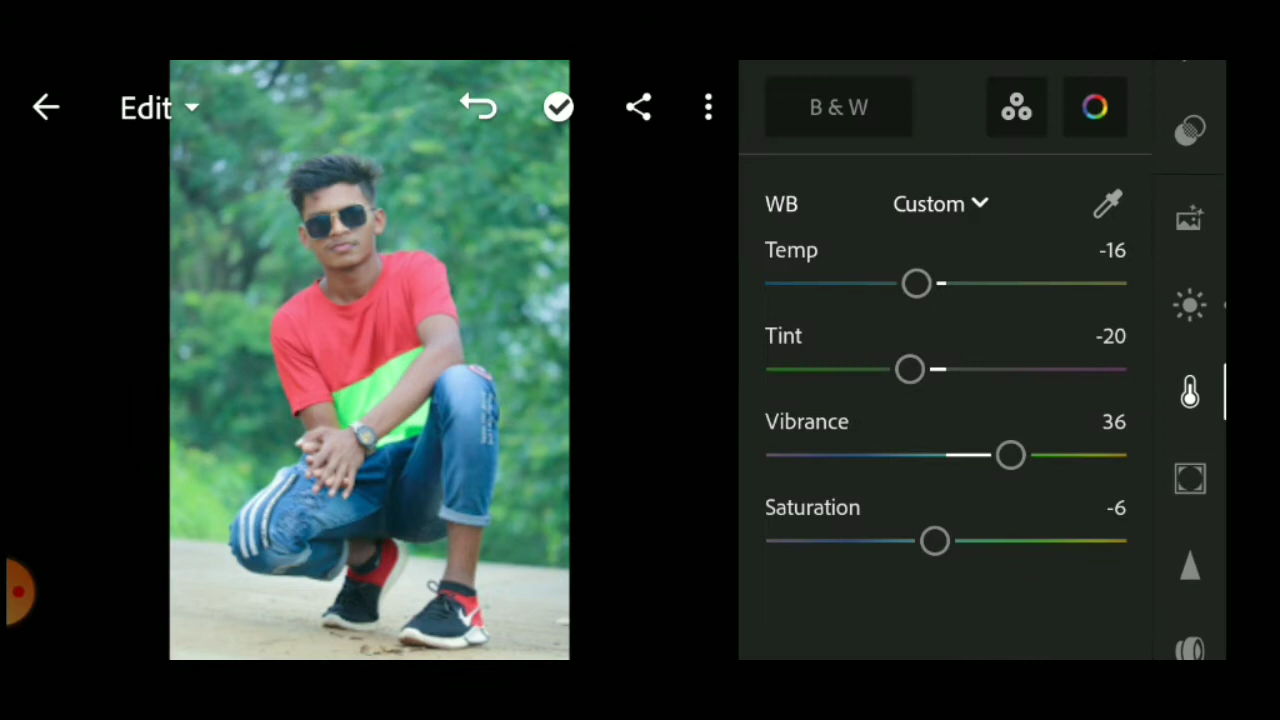 Edit
B & W
WB Custom
Temp -16
Tint -20
Vibrance 36
Saturation -6